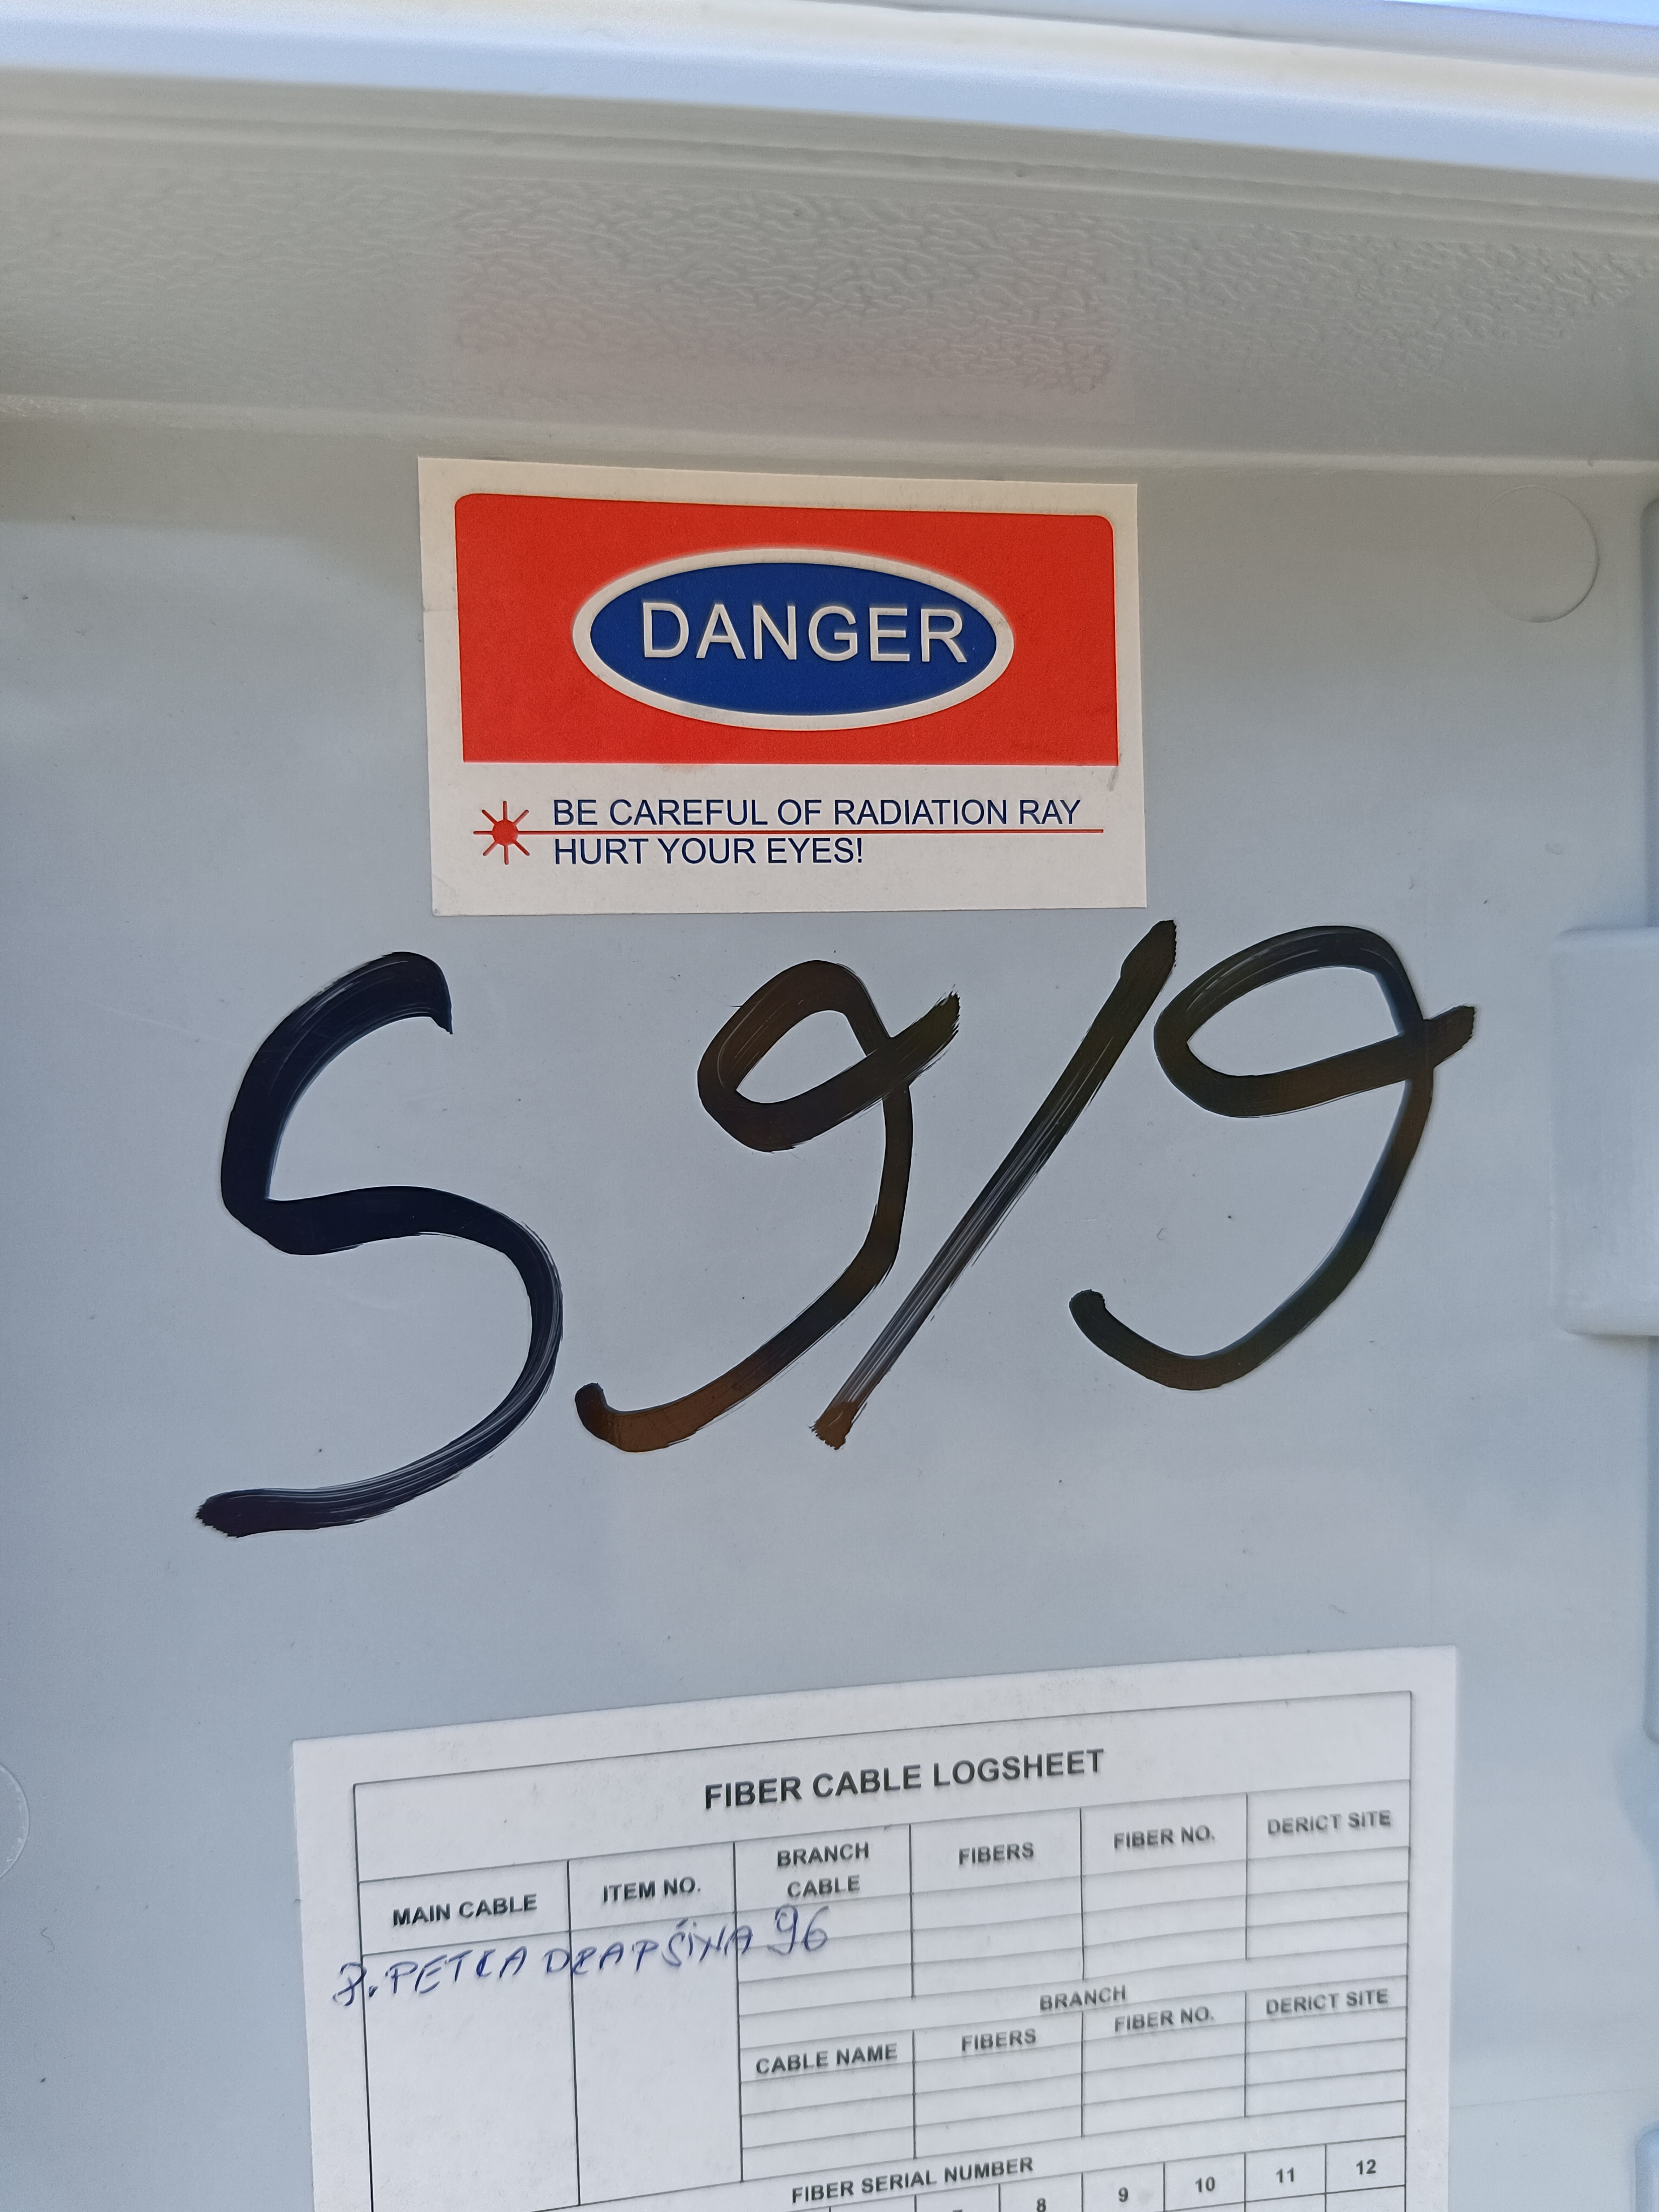 DANGER
BE CAREFUL OF RADIATION RAY
HURT YOUR EYES!
S9/9
FIBER CABLE LOGSHEET
MAIN CABLE ITEM NO. BRANCH CABLE FIBERS FIBER NO. DERICT SITE
PETRA DRAPŠINA 96
BRANCH
CABLE NAME FIBERS FIBER NO. DERICT SITE
FIBER SERIAL NUMBER
8 9 10 11 12